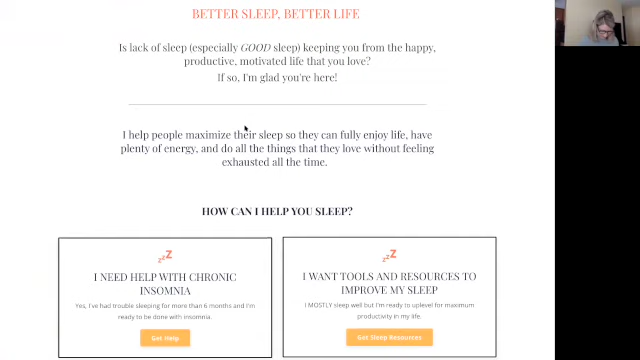 BETTER SLEEP, BETTER LIFE
Is lack of sleep (especially GOOD sleep) keeping you from the happy,
productive, motivated life that you love?
If so, I'm glad you're here!
I help people maximize their sleep so they can fully enjoy life, have
plenty of energy, and do all the things that they love without feeling
exhausted all the time.
HOW CAN I HELP YOU SLEEP?
zzZ
I NEED HELP WITH CHRONIC
INSOMNIA
Yes, I've had trouble sleeping for more than 6 months and I'm
ready to be done with insomnia.
Get Help
zzZ
I WANT TOOLS AND RESOURCES TO
IMPROVE MY SLEEP
I MOSTLY sleep well but I'm ready to uplevel for maximum
productivity in my life.
Get Sleep Resources